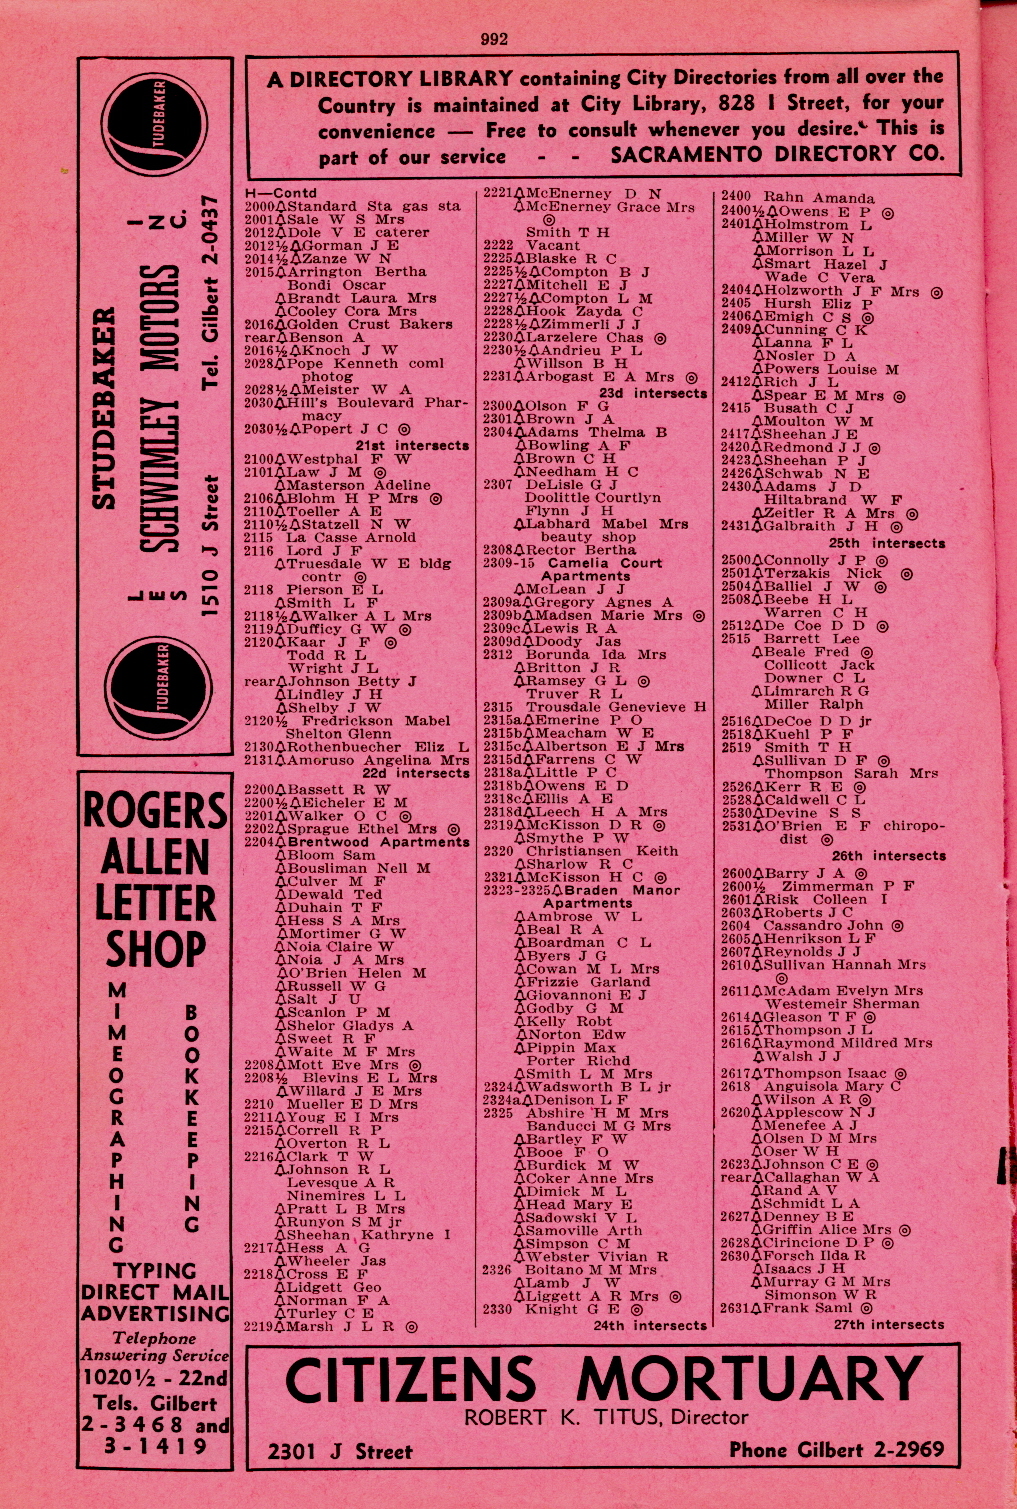 992
STUDEBAKER
STUDEBAKER
LES SCHWIMLEY MOTORS INC.
1510 J Street Tel. Gilbert 2-0437
STUDEBAKER
ROGERS
ALLEN
LETTER
SHOP
MIMEOGRAPHING
BOOKKEEPING
TYPING
DIRECT MAIL
ADVERTISING
Telephone
Answering Service
1020½ - 22nd
Tels. Gilbert
2-3468 and
3-1419
A DIRECTORY LIBRARY containing City Directories from all over the
Country is maintained at City Library, 828 I Street, for your
convenience — Free to consult whenever you desire. This is
part of our service - - SACRAMENTO DIRECTORY CO.
H—Contd
2000△Standard Sta gas sta
2001△Sale W S Mrs
2012△Dole V E caterer
2012½△Gorman J E
2014½△Zanze W N
2015△Arrington Bertha
Bondi Oscar
△Brandt Laura Mrs
△Cooley Cora Mrs
2016△Golden Crust Bakers
rear△Benson A
2016½△Knoch J W
2028△Pope Kenneth coml
photog
2028½△Meister W A
2030△Hill's Boulevard Phar-
macy
2030½△Popert J C ◎
21st intersects
2100△Westphal F W
2101△Law J M ◎
△Masterson Adeline
2106△Blohm H P Mrs ◎
2110△Toeller A E
2110½△Statzell N W
2115 La Casse Arnold
2116 Lord J F
△Truesdale W E bldg
contr ◎
2118 Pierson E L
△Smith L F
2118½△Walker A L Mrs
2119△Dufficy G W ◎
2120△Kaar J F ◎
Todd R L
Wright J L
rear△Johnson Betty J
△Lindley J H
△Shelby J W
2120½ Fredrickson Mabel
Shelton Glenn
2130△Rothenbuecher Eliz L
2131△Amoruso Angelina Mrs
22d intersects
2200△Bassett R W
2200½△Eicheler E M
2201△Walker O C ◎
2202△Sprague Ethel Mrs ◎
2204△Brentwood Apartments
△Bloom Sam
△Bousliman Nell M
△Culver M F
△Dewald Ted
△Duhain T F
△Hess S A Mrs
△Mortimer G W
△Noia Claire W
△Noia J A Mrs
△O'Brien Helen M
△Russell W G
△Salt J U
△Scanlon P M
△Shelor Gladys A
△Sweet R F
△Waite M F Mrs
2208△Mott Eve Mrs ◎
2208½ Blevins E L Mrs
△Willard J E Mrs
2210 Mueller E D Mrs
2211△Youg E I Mrs
2215△Correll R P
△Overton R L
2216△Clark T W
△Johnson R L
Levesque A R
Ninemires L L
△Pratt L B Mrs
△Runyon S M jr
△Sheehan Kathryne I
2217△Hess A G
△Wheeler Jas
2218△Cross E F
△Lidgett Geo
△Norman F A
△Turley C E
2219△Marsh J L R ◎
2221△McEnerney D N
△McEnerney Grace Mrs
◎
Smith T H
2222 Vacant
2225△Blaske R C
2225½△Compton B J
2227△Mitchell E J
2227½△Compton L M
2228△Hook Zayda C
2228½△Zimmerli J J
2230△Larzelere Chas ◎
2230½△Andrieu P L
△Willson B H
2231△Arbogast E A Mrs ◎
23d intersects
2300△Olson F G
2301△Brown J A
2304△Adams Thelma B
△Bowling A F
△Brown C H
△Needham H C
2307 DeLisle G J
Doolittle Courtlyn
Flynn J H
△Labhard Mabel Mrs
beauty shop
2308△Rector Bertha
2309-15 Camelia Court
Apartments
△McLean J J
2309a△Gregory Agnes A
2309b△Madsen Marie Mrs ◎
2309c△Lewis R A
2309d△Doody Jas
2312 Borunda Ida Mrs
△Britton J R
△Ramsey G L ◎
Truver R L
2315 Trousdale Genevieve H
2315a△Emerine P O
2315b△Meacham W E
2315c△Albertson E J Mrs
2315d△Farrens C W
2318a△Little P C
2318b△Owens E D
2318c△Ellis A E
2318d△Leech H A Mrs
2319△McKisson D R ◎
△Smythe P W
2320 Christiansen Keith
△Sharlow R C
2321△McKisson H C ◎
2323-2325△Braden Manor
Apartments
△Ambrose W L
△Beal R A
△Boardman C L
△Byers J G
△Cowan M L Mrs
△Frizzie Garland
△Giovannoni E J
△Godby G M
△Kelly Robt
△Norton Edw
△Pippin Max
Porter Richd
△Smith L M Mrs
2324△Wadsworth B L jr
2324a△Denison L F
2325 Abshire H M Mrs
Banducci M G Mrs
△Bartley F W
△Booe F O
△Burdick M W
△Coker Anne Mrs
△Dimick M L
△Head Mary E
△Sadowski V L
△Samoville Arth
△Simpson C M
△Webster Vivian R
2326 Boltano M M Mrs
△Lamb J W
△Liggett A R Mrs ◎
2330 Knight G E ◎
24th intersects
2400 Rahn Amanda
2400½△Owens E P ◎
2401△Holmstrom L
△Miller W N
△Morrison L L
△Smart Hazel J
Wade C Vera
2404△Holzworth J F Mrs ◎
2405 Hursh Eliz P
2406△Emigh C S ◎
2409△Cunning C K
△Lanna F L
△Nosler D A
△Powers Louise M
2412△Rich J L
△Spear E M Mrs ◎
2415 Busath C J
△Moulton W M
2417△Sheehan J E
2420△Redmond J J ◎
2423△Sheehan P J
2426△Schwab N E
2430△Adams J D
Hiltabrand W F
△Zeitler R A Mrs ◎
2431△Galbraith J H ◎
25th intersects
2500△Connolly J P ◎
2501△Terzakis Nick ◎
2504△Balliel J W ◎
2508△Beebe H L
Warren C H
2512△De Coe D D ◎
2515 Barrett Lee
△Beale Fred ◎
Collicott Jack
Downer C L
△Limrarch R G
Miller Ralph
2516△DeCoe D D jr
2518△Kuehl P F
2519 Smith T H
△Sullivan D F ◎
Thompson Sarah Mrs
2526△Kerr R E ◎
2528△Caldwell C L
2530△Devine S S
2531△O'Brien E F chiropo-
dist ◎
26th intersects
2600△Barry J A ◎
2600½ Zimmerman P F
2601△Risk Colleen I
2603△Roberts J C
2604 Cassandro John ◎
2605△Henrikson L F
2607△Reynolds J J
2610△Sullivan Hannah Mrs
◎
2611△McAdam Evelyn Mrs
Westemeir Sherman
2614△Gleason T F ◎
2615△Thompson J L
2616△Raymond Mildred Mrs
△Walsh J J
2617△Thompson Isaac ◎
2618 Anguisola Mary C
△Wilson A R ◎
2620△Applescow N J
△Menefee A J
△Olsen D M Mrs
△Oser W H
2623△Johnson C E ◎
rear△Callaghan W A
△Rand A V
△Schmidt L A
2627△Denney B E
△Griffin Alice Mrs ◎
2628△Cirincione D P ◎
2630△Forsch Ilda R
△Isaacs J H
△Murray G M Mrs
Simonson W R
2631△Frank Saml ◎
27th intersects
CITIZENS MORTUARY
ROBERT K. TITUS, Director
2301 J Street Phone Gilbert 2-2969